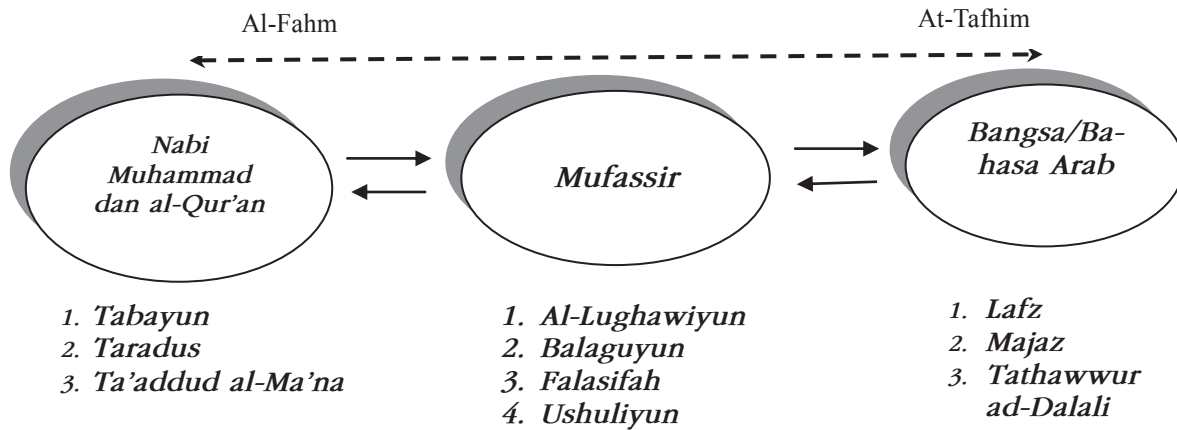 Al-Fahm
At-Tafhim
Nabi
Muhammad
dan al-Qur'an
Mufassir
Bangsa/Ba-
hasa Arab
1. Tabayun
2. Taradus
3. Ta'addud al-Ma'na
1. Al-Lughawiyun
2. Balaguyun
3. Falasifah
4. Ushuliyun
1. Lafz
2. Majaz
3. Tathawwur
ad-Dalali